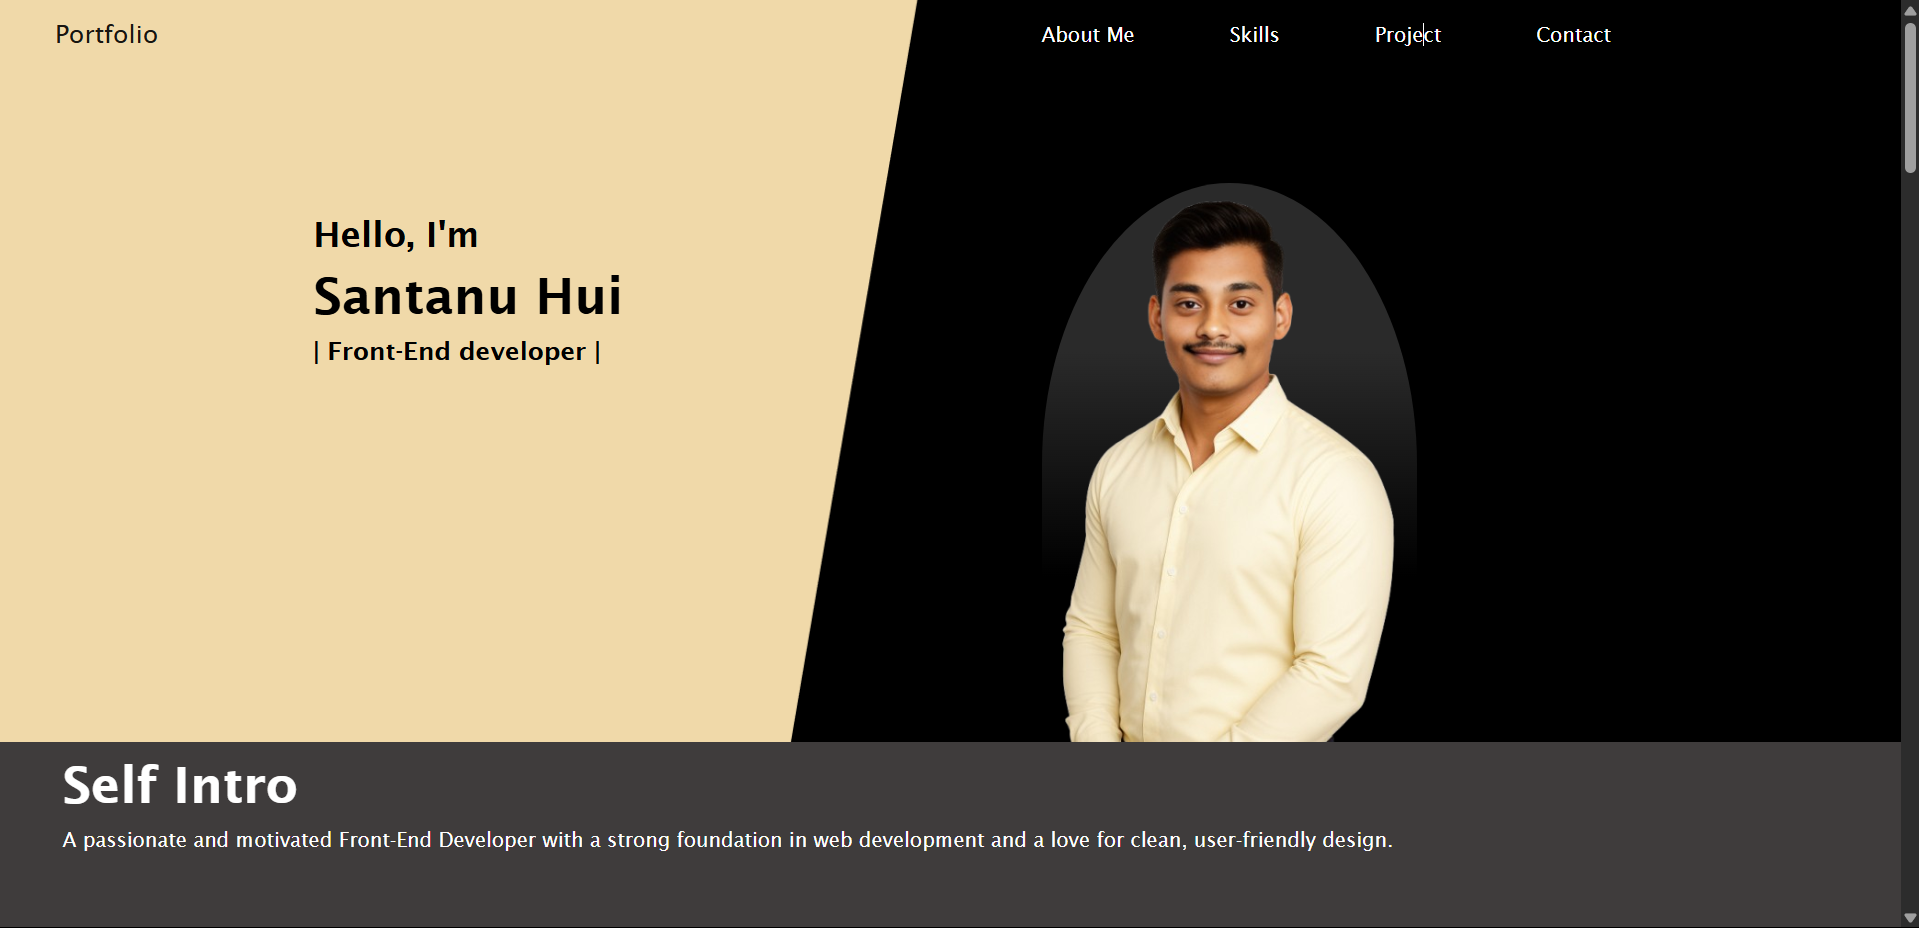 Portfolio
About Me
Skills
Project
Contact
Hello, I'm
Santanu Hui
| Front-End developer |
Self Intro
A passionate and motivated Front-End Developer with a strong foundation in web development and a love for clean, user-friendly design.